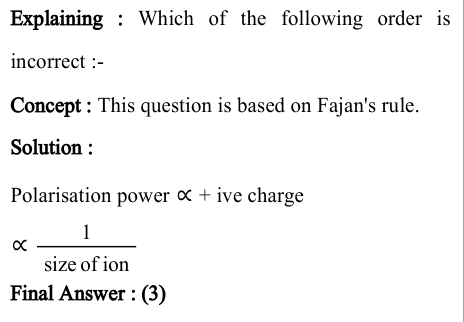 Explaining : Which of the following order is
incorrect :-
Concept : This question is based on Fajan's rule.
Solution :
Polarisation power ∝ + ive charge
∝ 1 / size of ion
Final Answer : (3)